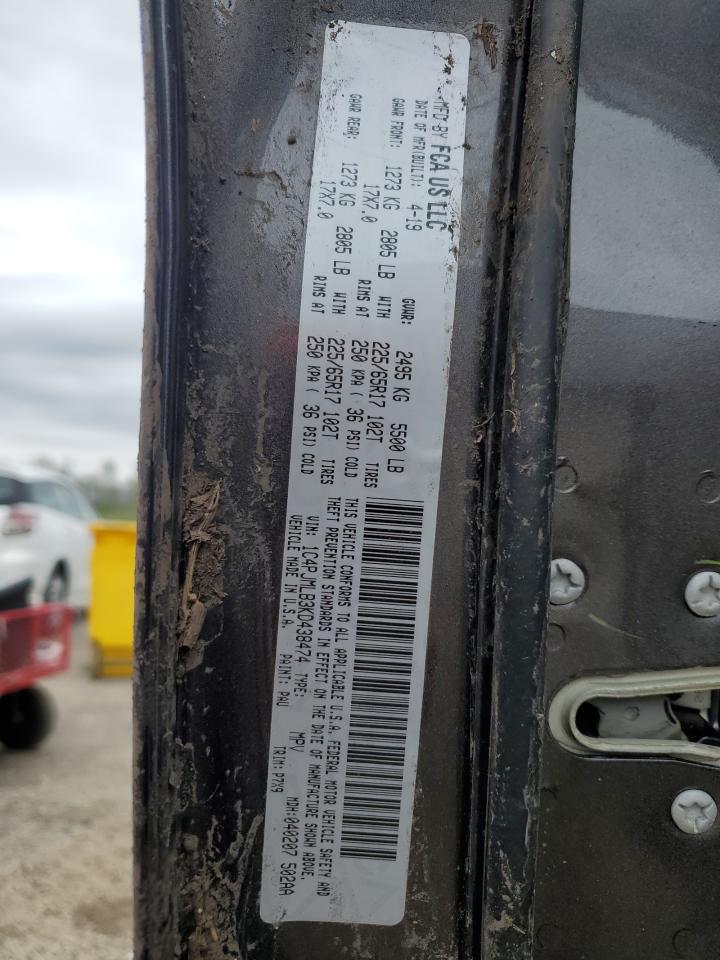 MFD BY FCA US LLC
DATE OF MFR(BUILT): 4-19 GVWR: 2495 KG 5500 LB
GAWR FRONT: 1273 KG 2805 LB WITH 225/65R17 102T TIRES
17X7.0 RIMS AT 250 KPA ( 36 PSI) COLD
GAWR REAR: 1273 KG 2805 LB WITH 225/65R17 102T TIRES
17X7.0 RIMS AT 250 KPA ( 36 PSI) COLD
THIS VEHICLE CONFORMS TO ALL APPLICABLE U.S.A. FEDERAL MOTOR VEHICLE SAFETY AND
THEFT PREVENTION STANDARDS IN EFFECT ON THE DATE OF MANUFACTURE SHOWN ABOVE.
VIN: 1C4PJMLB3KD438474 TYPE: MPV MDH:040207 502AA
VEHICLE MADE IN U.S.A. PAINT: PAU TRIM: P7X9